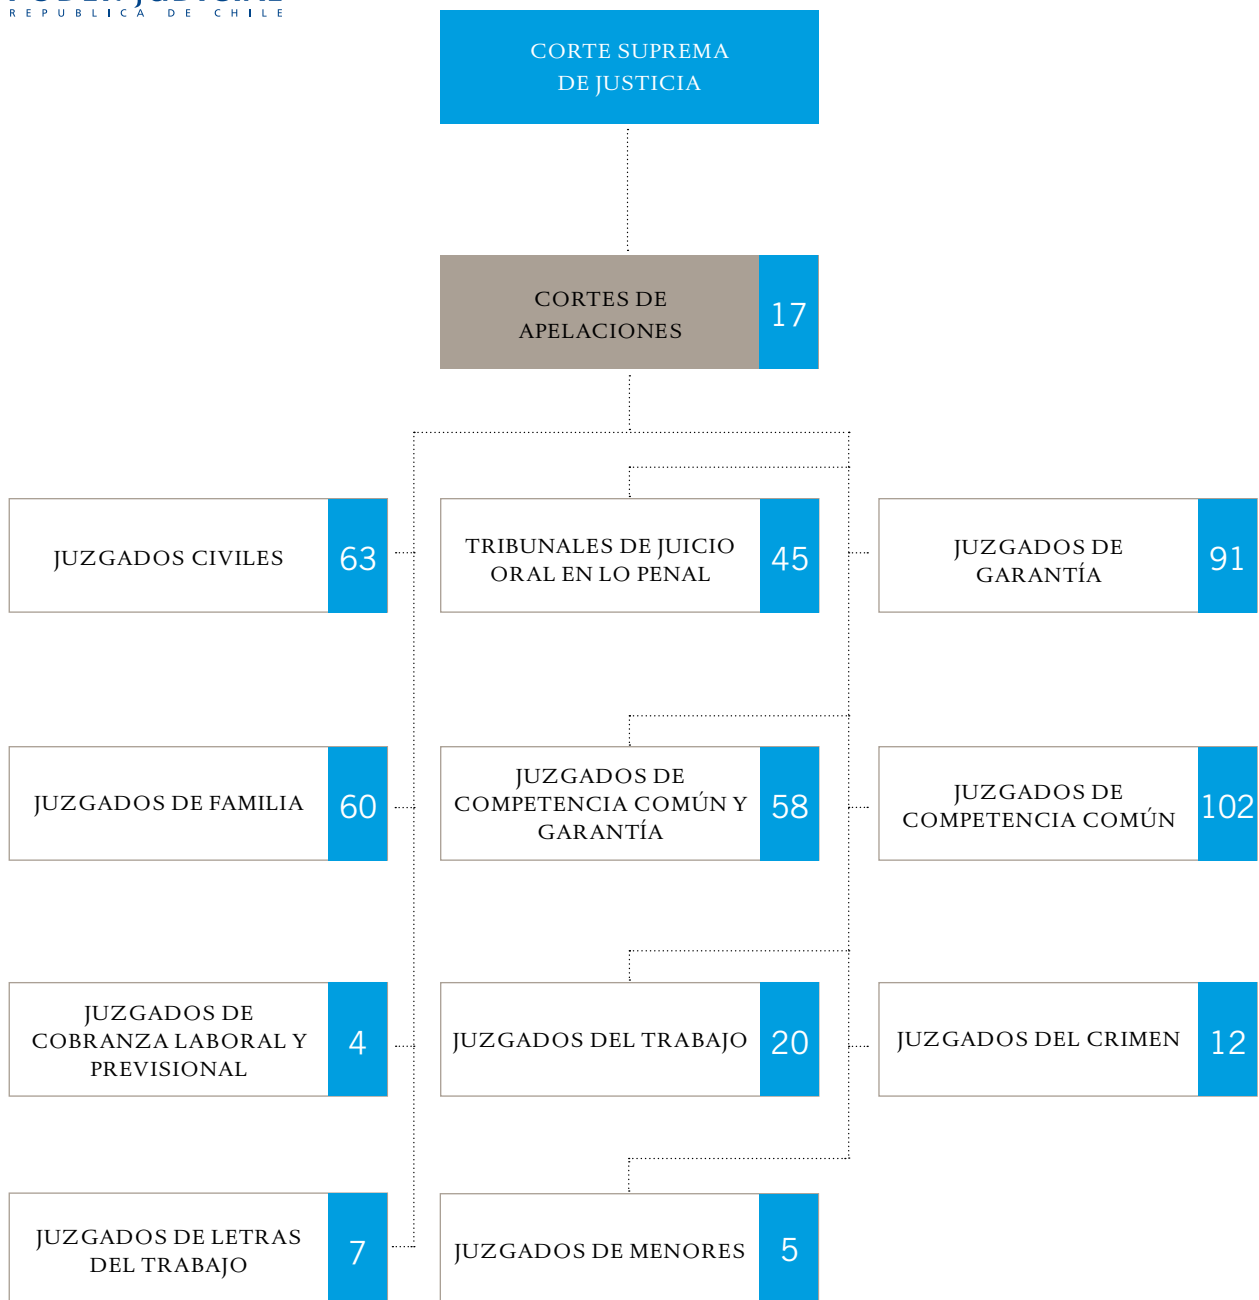 REPUBLICA DE CHILE
CORTE SUPREMA
DE JUSTICIA
CORTES DE
APELACIONES
17
JUZGADOS CIVILES
63
TRIBUNALES DE JUICIO
ORAL EN LO PENAL
45
JUZGADOS DE
GARANTÍA
91
JUZGADOS DE FAMILIA
60
JUZGADOS DE
COMPETENCIA COMÚN Y
GARANTÍA
58
JUZGADOS DE
COMPETENCIA COMÚN
102
JUZGADOS DE
COBRANZA LABORAL Y
PREVISIONAL
4
JUZGADOS DEL TRABAJO
20
JUZGADOS DEL CRIMEN
12
JUZGADOS DE LETRAS
DEL TRABAJO
7
JUZGADOS DE MENORES
5